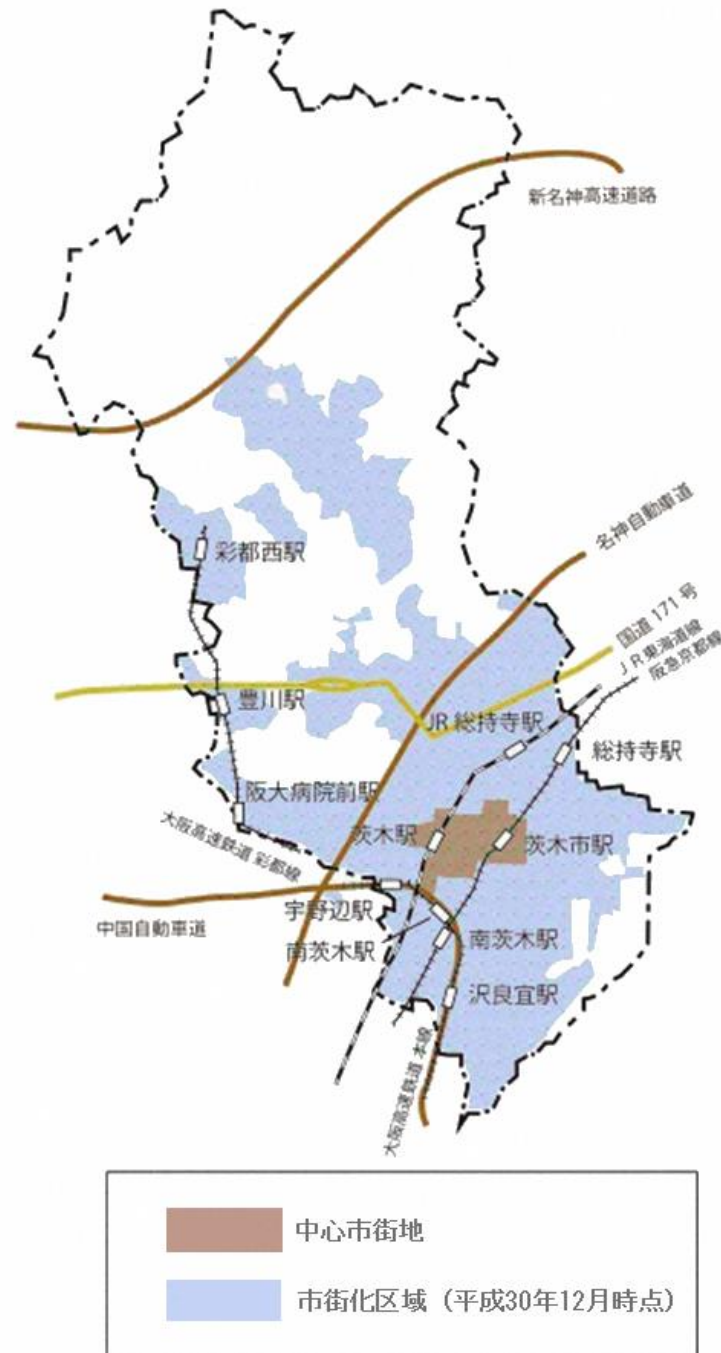 新名神高速道路
名神自動車道
彩都西駅
国道171号
JR東海道線
阪急京都線
豊川駅
JR総持寺駅
総持寺駅
阪大病院前駅
大阪高速鉄道 彩都線
茨木駅
茨木市駅
宇野辺駅
中国自動車道
南茨木駅
南茨木駅
沢良宜駅
大阪高速鉄道 本線
中心市街地
市街化区域（平成30年12月時点）